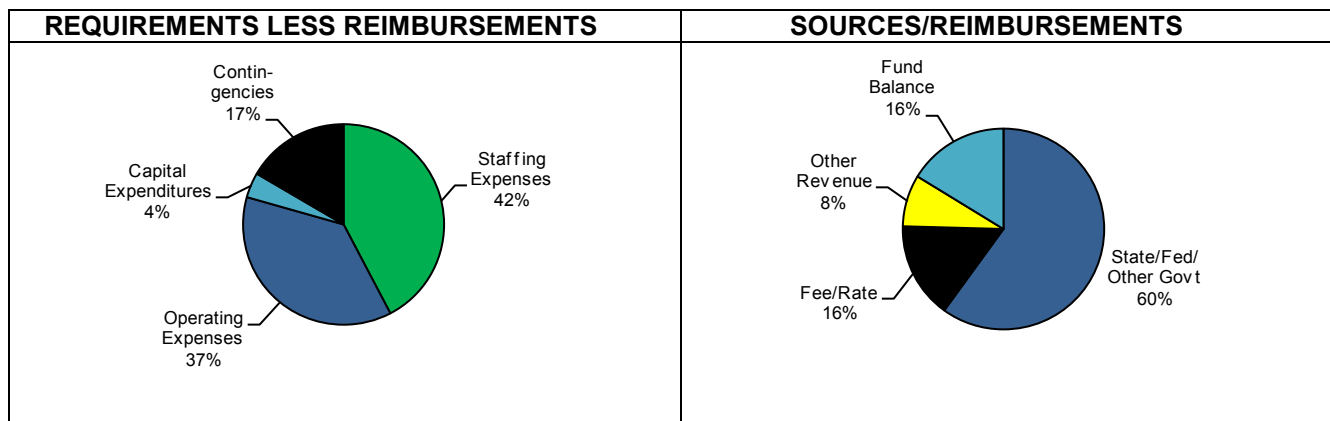 REQUIREMENTS LESS REIMBURSEMENTS
Contin-
gencies
17%
Capital
Expenditures
4%
Staffing
Expenses
42%
Operating
Expenses
37%
SOURCES/REIMBURSEMENTS
Fund
Balance
16%
Other
Revenue
8%
Fee/Rate
16%
State/Fed/
Other Govt
60%